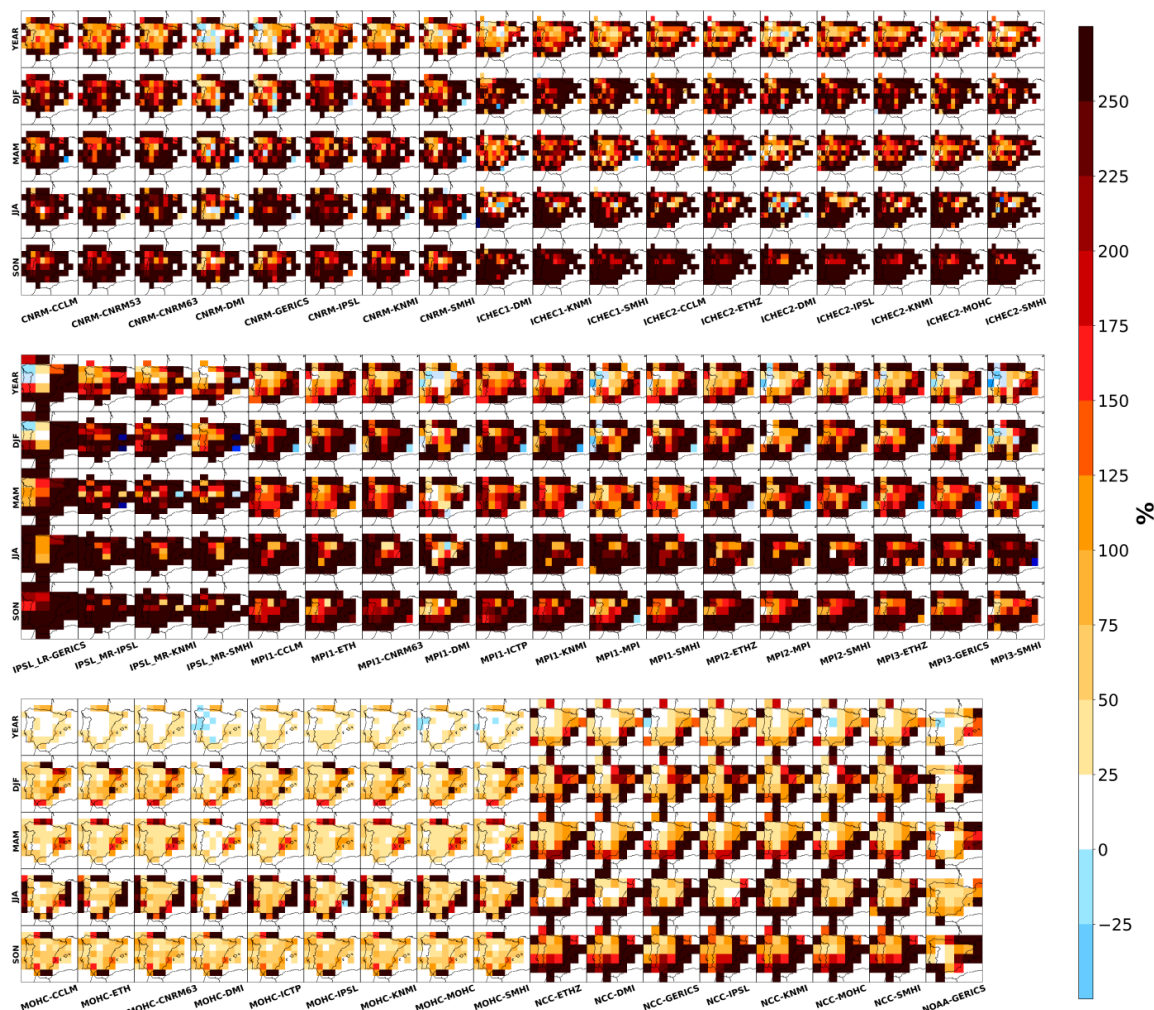 YEAR
DJF
MAM
JJA
SON
CNRM-CCLM CNRM-CNRM53 CNRM-CNRM63 CNRM-DMI CNRM-GERICS CNRM-IPSL CNRM-KNMI CNRM-SMHI ICHEC1-DMI ICHEC1-KNMI ICHEC1-SMHI ICHEC2-CCLM ICHEC2-ETHZ ICHEC2-DMI ICHEC2-IPSL ICHEC2-KNMI ICHEC2-MOHC ICHEC2-SMHI
YEAR
DJF
MAM
JJA
SON
IPSL_LR-GERICS IPSL_MR-IPSL IPSL_MR-KNMI IPSL_MR-SMHI MPI1-CCLM MPI1-ETH MPI1-CNRM63 MPI1-DMI MPI1-ICTP MPI1-KNMI MPI1-MPI MPI1-SMHI MPI2-ETHZ MPI2-MPI MPI2-SMHI MPI3-ETHZ MPI3-GERICS MPI3-SMHI
YEAR
DJF
MAM
JJA
SON
MOHC-CCLM MOHC-ETH MOHC-CNRM63 MOHC-DMI MOHC-ICTP MOHC-IPSL MOHC-KNMI MOHC-MOHC MOHC-SMHI NCC-ETHZ NCC-DMI NCC-GERICS NCC-IPSL NCC-KNMI NCC-MOHC NCC-SMHI NOAA-GERICS
250
225
200
175
150
125
100
75
50
25
0
−25
%